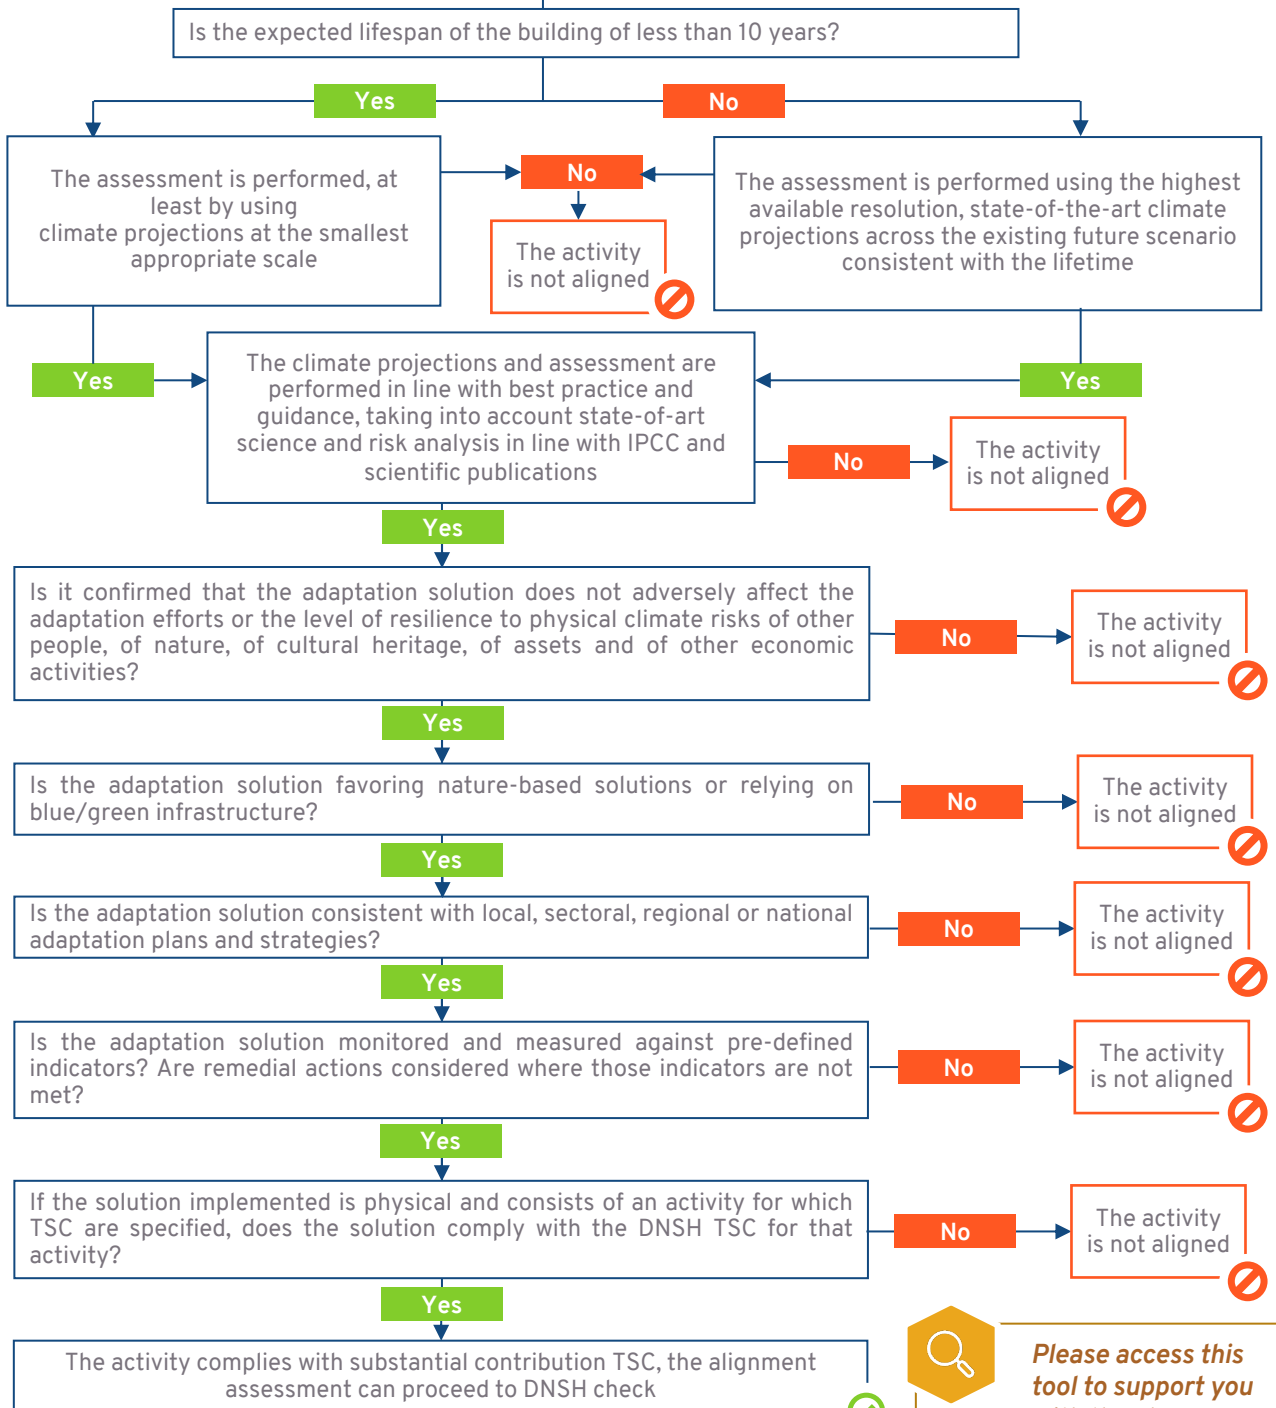 Is the expected lifespan of the building of less than 10 years?
Yes
No
The assessment is performed, at
least by using
climate projections at the smallest
appropriate scale
No
The activity
is not aligned
The assessment is performed using the highest
available resolution, state-of-the-art climate
projections across the existing future scenario
consistent with the lifetime
Yes
The climate projections and assessment are
performed in line with best practice and
guidance, taking into account state-of-art
science and risk analysis in line with IPCC and
scientific publications
Yes
No
The activity
is not aligned
Yes
Is it confirmed that the adaptation solution does not adversely affect the
adaptation efforts or the level of resilience to physical climate risks of other
people, of nature, of cultural heritage, of assets and of other economic
activities?
No
The activity
is not aligned
Yes
Is the adaptation solution favoring nature-based solutions or relying on
blue/green infrastructure?
No
The activity
is not aligned
Yes
Is the adaptation solution consistent with local, sectoral, regional or national
adaptation plans and strategies?
No
The activity
is not aligned
Yes
Is the adaptation solution monitored and measured against pre-defined
indicators? Are remedial actions considered where those indicators are not
met?
No
The activity
is not aligned
Yes
If the solution implemented is physical and consists of an activity for which
TSC are specified, does the solution comply with the DNSH TSC for that
activity?
No
The activity
is not aligned
Yes
The activity complies with substantial contribution TSC, the alignment
assessment can proceed to DNSH check
Please access this
tool to support you